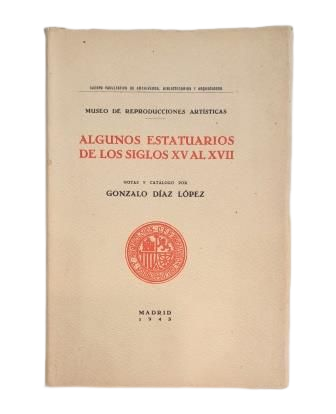 CUERPO FACULTATIVO DE ARCHIVEROS, BIBLIOTECARIOS Y ARQUEÓLOGOS
MUSEO DE REPRODUCCIONES ARTÍSTICAS
ALGUNOS ESTATUARIOS
DE LOS SIGLOS XV AL XVII
NOTAS Y CATÁLOGO POR
GONZALO DÍAZ LÓPEZ
MADRID
1943